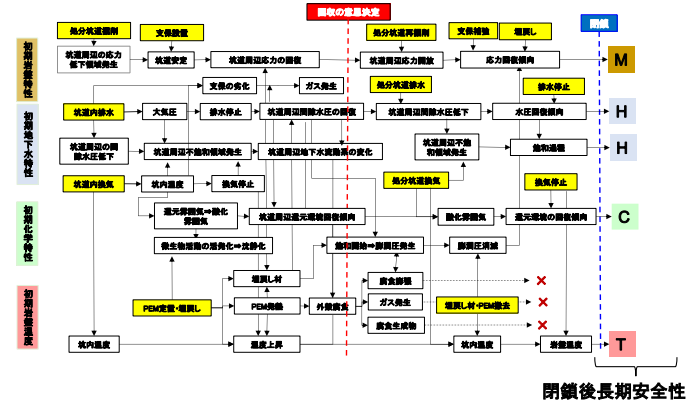 回収の意思決定
閉鎖
処分坑道掘削
支保設置
処分坑道再掘削
支保補強
埋戻し
初期岩盤特性
坑道周辺の応力
低下領域発生
坑道安定
坑道周辺応力の回復
坑道周辺応力開放
応力回復傾向
M
支保の劣化
ガス発生
処分坑道排水
排水停止
初期地下水特性
坑道内排水
大気圧
排水停止
坑道周辺間隙水圧の回復
坑道周辺間隙水圧低下
水圧回復傾向
H
坑道周辺の間
隙水圧低下
坑道周辺不飽和領域発生
坑道周辺地下水流動系の変化
坑道周辺不飽
和領域発生
飽和過程
H
坑道内換気
坑内湿度
換気停止
処分坑道換気
換気停止
初期化学特性
還元雰囲気⇒酸化
雰囲気
坑道周辺還元環境回復傾向
酸化雰囲気
還元環境の回復傾向
C
微生物活動の活発化⇒沈静化
飽和開始⇒膨潤圧発生
膨潤圧消滅
初期岩盤温度
埋戻し材
腐食膨張
PEM定置・埋戻し
PEM発熱
外殻腐食
ガス発生
埋戻し材・PEM撤去
腐食生成物
坑内温度
温度上昇
坑内温度
岩盤温度
T
閉鎖後長期安全性